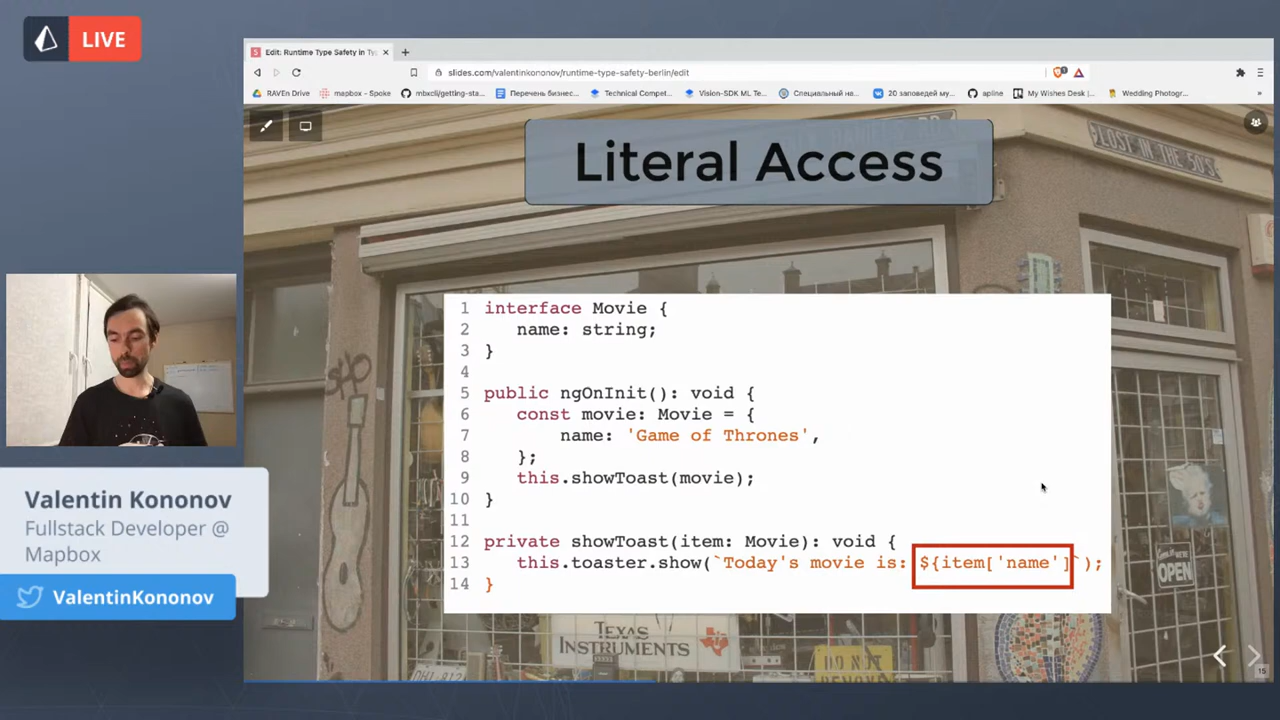 LIVE
Edit: Runtime Type Safety in Ty
slides.com/valentinkononov/runtime-type-safety-berlin/edit
RAVEn Drive
mapbox - Spoke
mbxcli/getting-sta...
Перечень бизнес...
Technical Compet...
Vision-SDK ML Te...
Специальный на...
20 заповедей му...
apline
My Wishes Desk (...
Wedding Photogr...
LOST IN THE 50'S
Literal Access
1 interface Movie {
2 name: string;
3 }
4
5 public ngOnInit(): void {
6 const movie: Movie = {
7 name: 'Game of Thrones',
8 };
9 this.showToast(movie);
10 }
11
12 private showToast(item: Movie): void {
13 this.toaster.show(`Today's movie is: ${item['name']`);
14 }
Valentin Kononov
Fullstack Developer @
Mapbox
ValentinKononov
WE'RE
OPEN
TEXAS
INSTRUMENTS
DO NOT
REMOVE
15